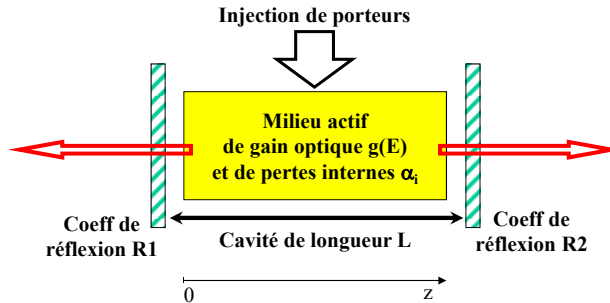 Injection de porteurs
Milieu actif
de gain optique g(E)
et de pertes internes αi
Coeff de
réflexion R1
Cavité de longueur L
Coeff de
réflexion R2
0
z